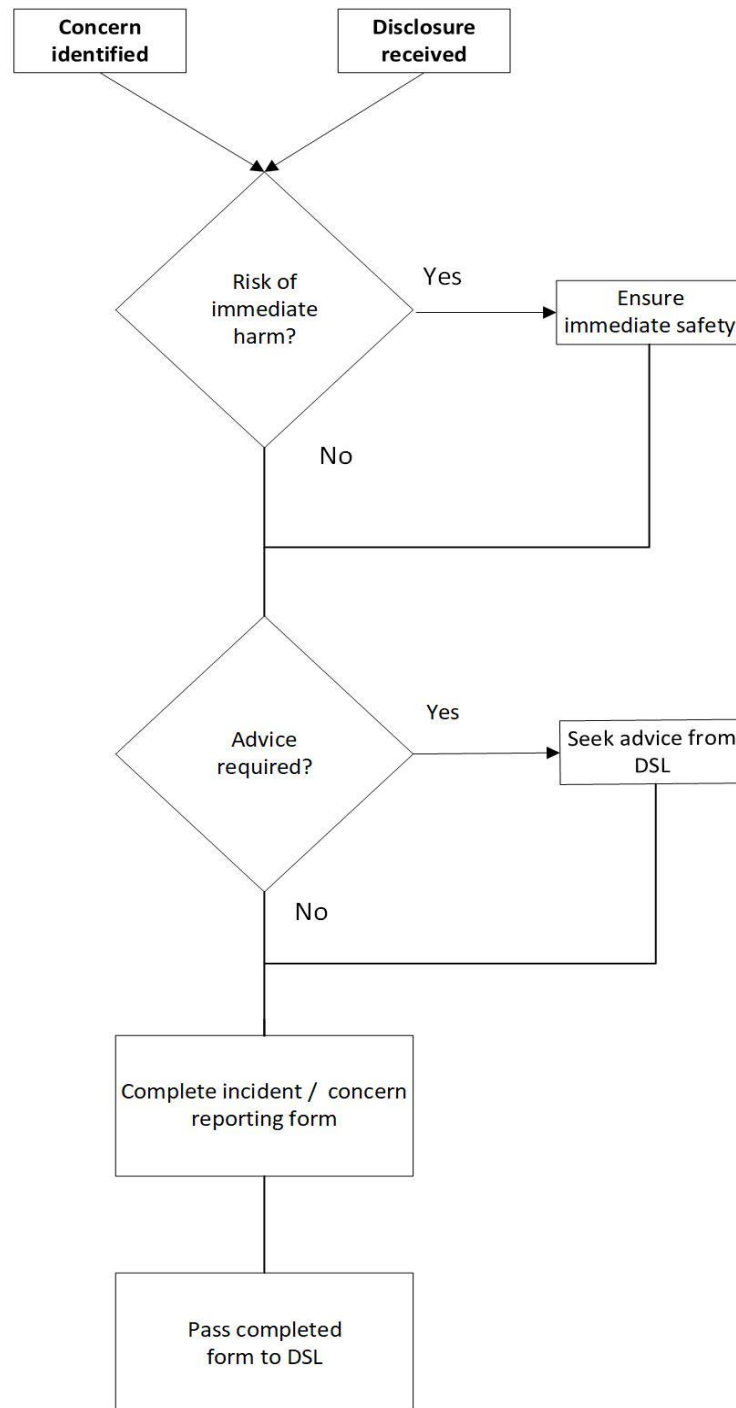 Concern
identified
Disclosure
received
Risk of
immediate
harm?
Yes
Ensure
immediate safety
No
Advice
required?
Yes
Seek advice from
DSL
No
Complete incident / concern
reporting form
Pass completed
form to DSL